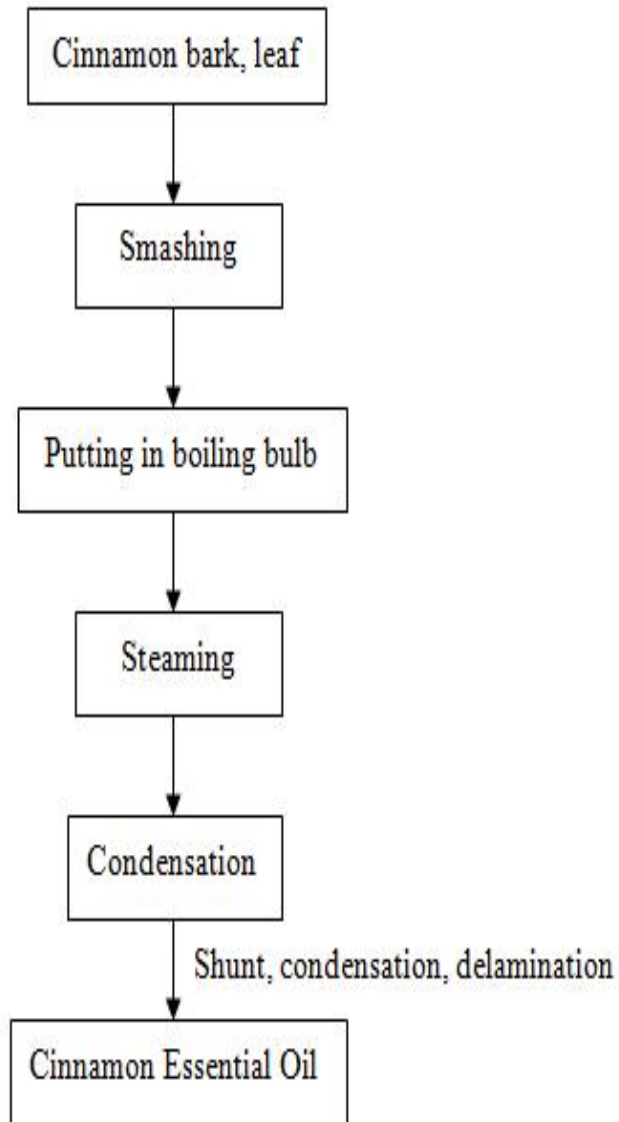 Cinnamon bark, leaf
Smashing
Putting in boiling bulb
Steaming
Condensation
Shunt, condensation, delamination
Cinnamon Essential Oil